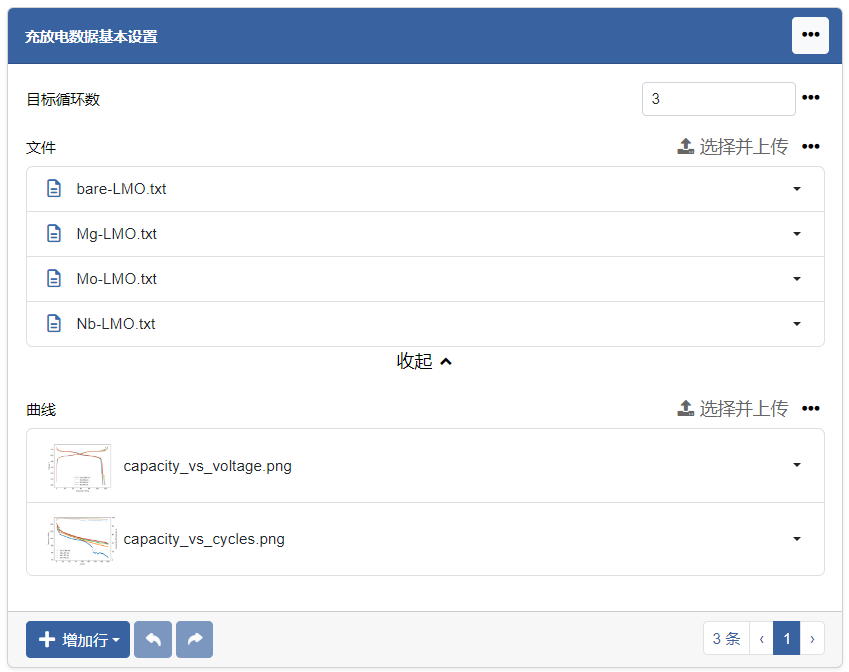 充放电数据基本设置
目标循环数
3
文件
选择并上传
bare-LMO.txt
Mg-LMO.txt
Mo-LMO.txt
Nb-LMO.txt
收起
曲线
选择并上传
capacity_vs_voltage.png
capacity_vs_cycles.png
增加行
3 条
‹
1
›